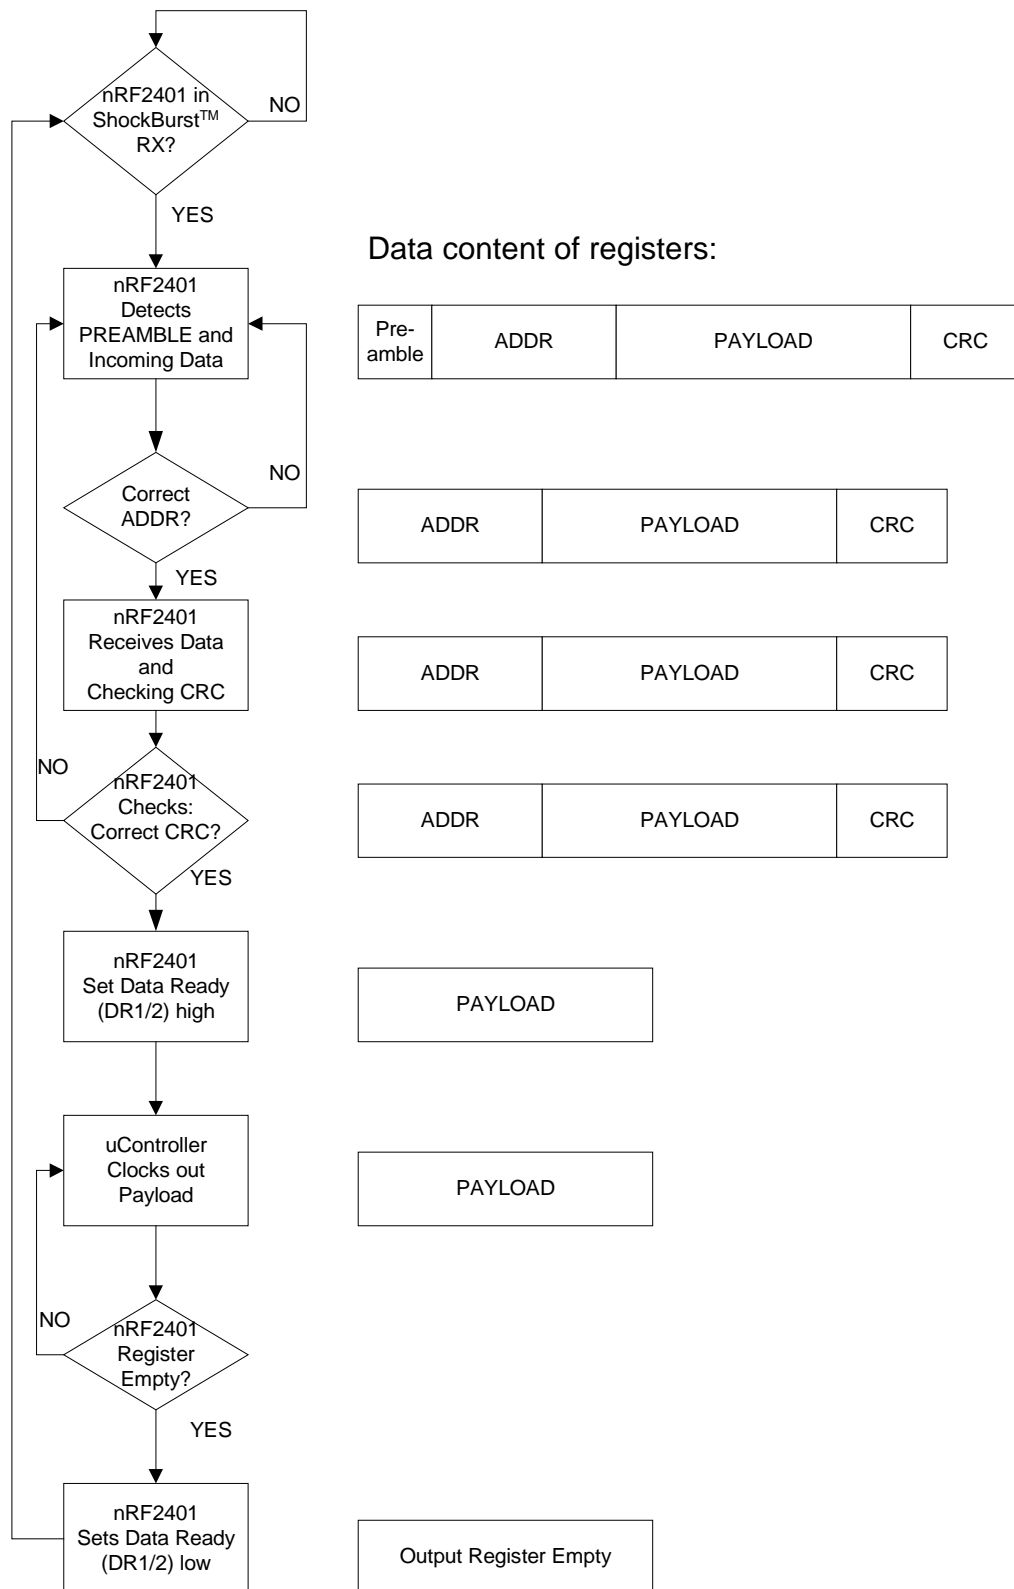 nRF2401 in
ShockBurst™
RX?
NO
YES
Data content of registers:
nRF2401
Detects
PREAMBLE and
Incoming Data
Pre-
amble
ADDR
PAYLOAD
CRC
NO
Correct
ADDR?
ADDR
PAYLOAD
CRC
YES
nRF2401
Receives Data
and
Checking CRC
ADDR
PAYLOAD
CRC
NO
nRF2401
Checks:
Correct CRC?
ADDR
PAYLOAD
CRC
YES
nRF2401
Set Data Ready
(DR1/2) high
PAYLOAD
uController
Clocks out
Payload
PAYLOAD
NO
nRF2401
Register
Empty?
YES
nRF2401
Sets Data Ready
(DR1/2) low
Output Register Empty